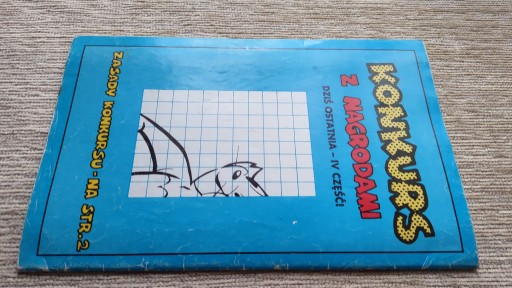 KONKURS
Z NAGRODAMI
DZIŚ OSTATNIA - IV CZĘŚĆ!
ZASADY KONKURSU - NA STR. 2